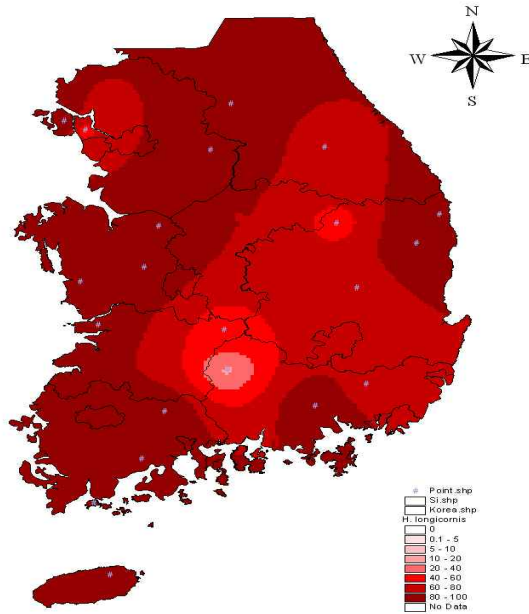 N
W E
S
# Point.shp
Si.shp
Korea.shp
H. longicornis
0
0.1 - 5
5 - 10
10 - 20
20 - 40
40 - 60
60 - 80
80 - 100
No Data